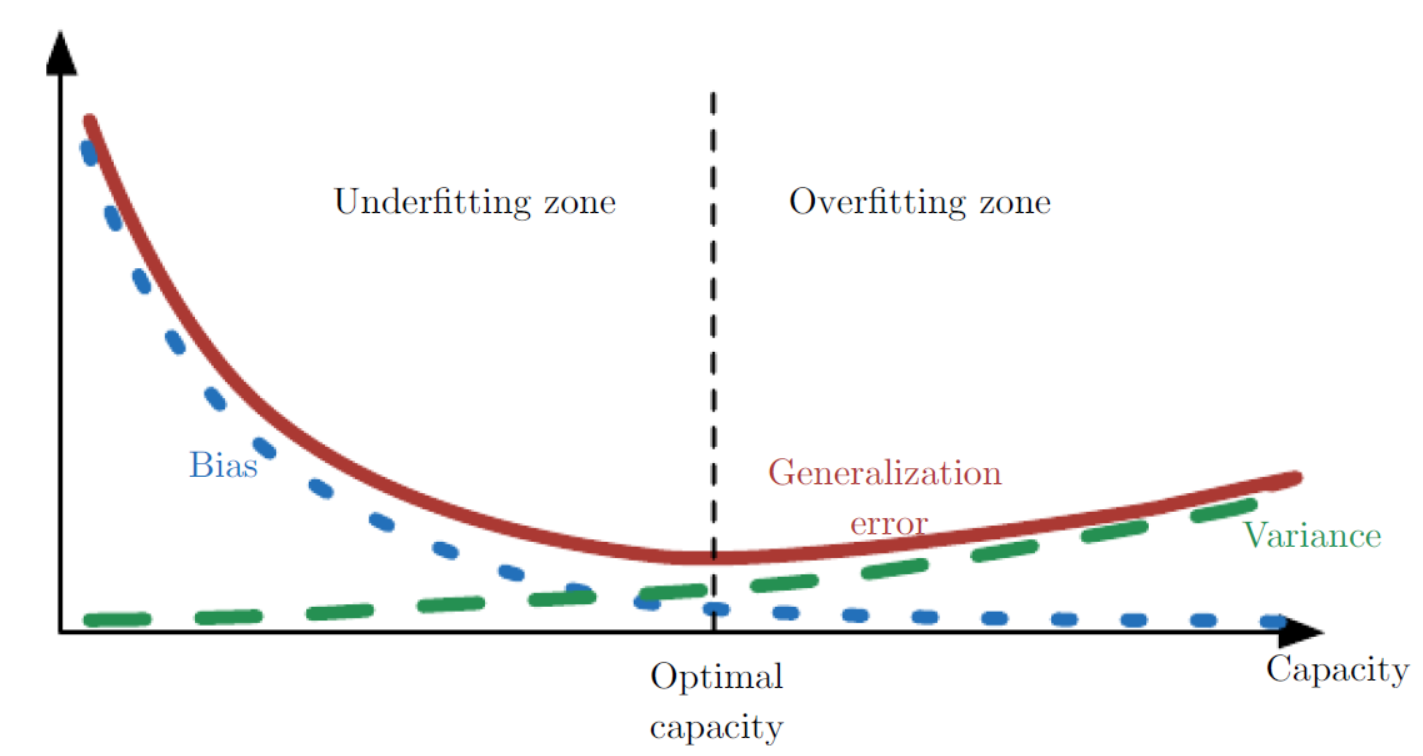 Underfitting zone
Overfitting zone
Bias
Generalization
error
Variance
Optimal
capacity
Capacity